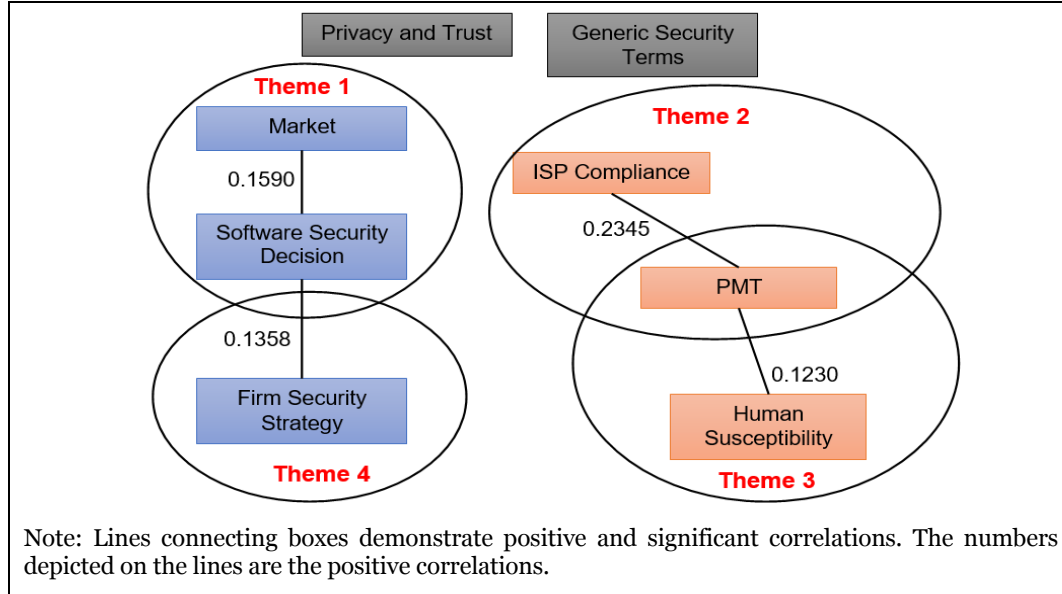 Privacy and Trust
Generic Security
Terms
Theme 1
Market
0.1590
Software Security
Decision
0.1358
Firm Security
Strategy
Theme 4
Theme 2
ISP Compliance
0.2345
PMT
0.1230
Human
Susceptibility
Theme 3
Note: Lines connecting boxes demonstrate positive and significant correlations. The numbers
depicted on the lines are the positive correlations.